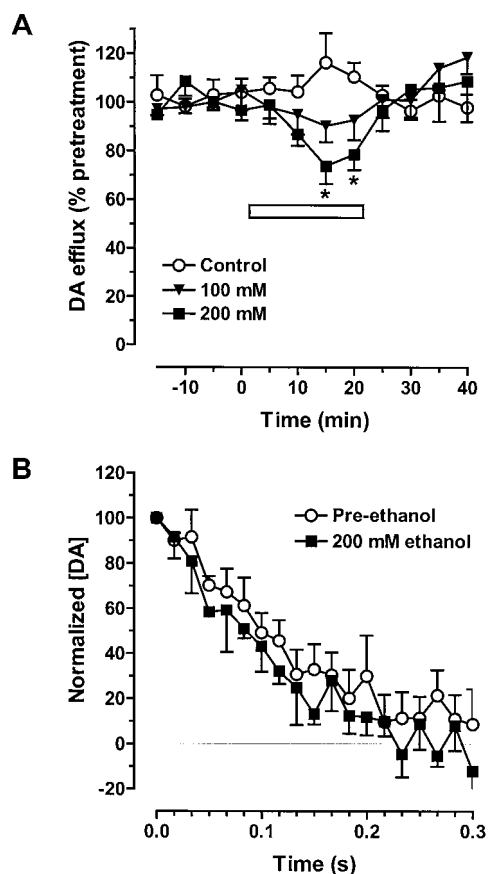 A
DA efflux (% pretreatment)
120
100
80
60
40
20
0
* *
Control
100 mM
200 mM
-10 0 10 20 30 40
Time (min)
B
Normalized [DA]
120
100
80
60
40
20
0
-20
Pre-ethanol
200 mM ethanol
0.0 0.1 0.2 0.3
Time (s)